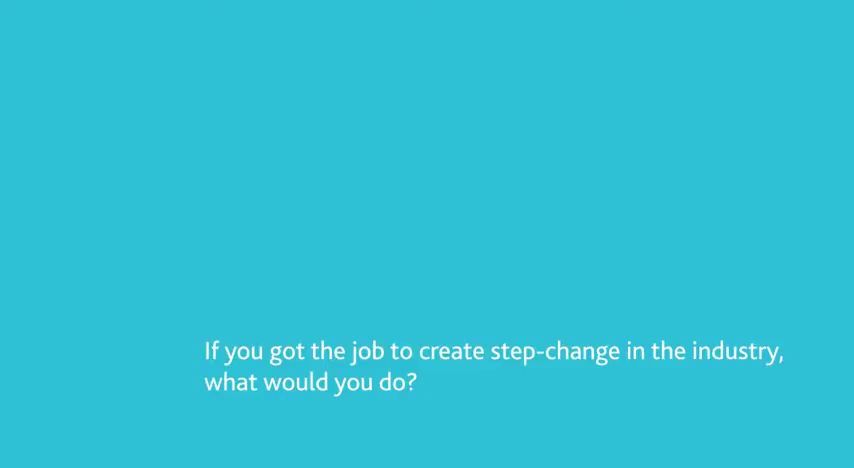 If you got the job to create step-change in the industry,
what would you do?